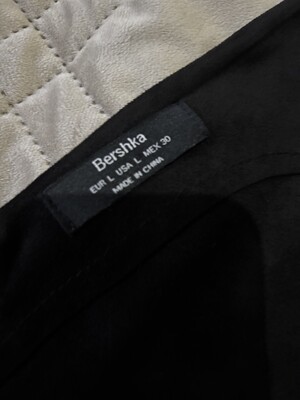 Bershka
EUR L USA L MEX 30
MADE IN CHINA